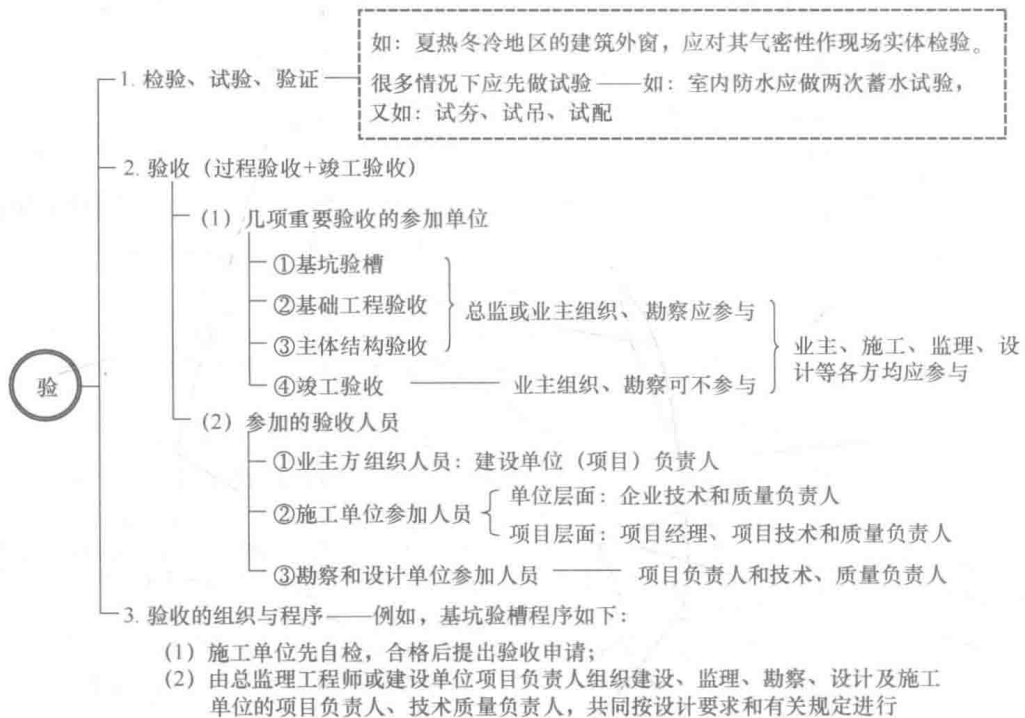 如：夏热冬冷地区的建筑外窗，应对其气密性作现场实体检验。
1. 检验、试验、验证
很多情况下应先做试验——如：室内防水应做两次蓄水试验，
又如：试夯、试吊、试配
2. 验收（过程验收+竣工验收）
（1）几项重要验收的参加单位
①基坑验槽
②基础工程验收
总监或业主组织、勘察应参与
③主体结构验收
业主、施工、监理、设
计等各方均应参与
④竣工验收——业主组织、勘察可不参与
验
（2）参加的验收人员
①业主方组织人员：建设单位（项目）负责人
单位层面：企业技术和质量负责人
②施工单位参加人员
项目层面：项目经理、项目技术和质量负责人
③勘察和设计单位参加人员——项目负责人和技术、质量负责人
3. 验收的组织与程序——例如，基坑验槽程序如下：
（1）施工单位先自检，合格后提出验收申请；
（2）由总监理工程师或建设单位项目负责人组织建设、监理、勘察、设计及施工
单位的项目负责人、技术质量负责人，共同按设计要求和有关规定进行